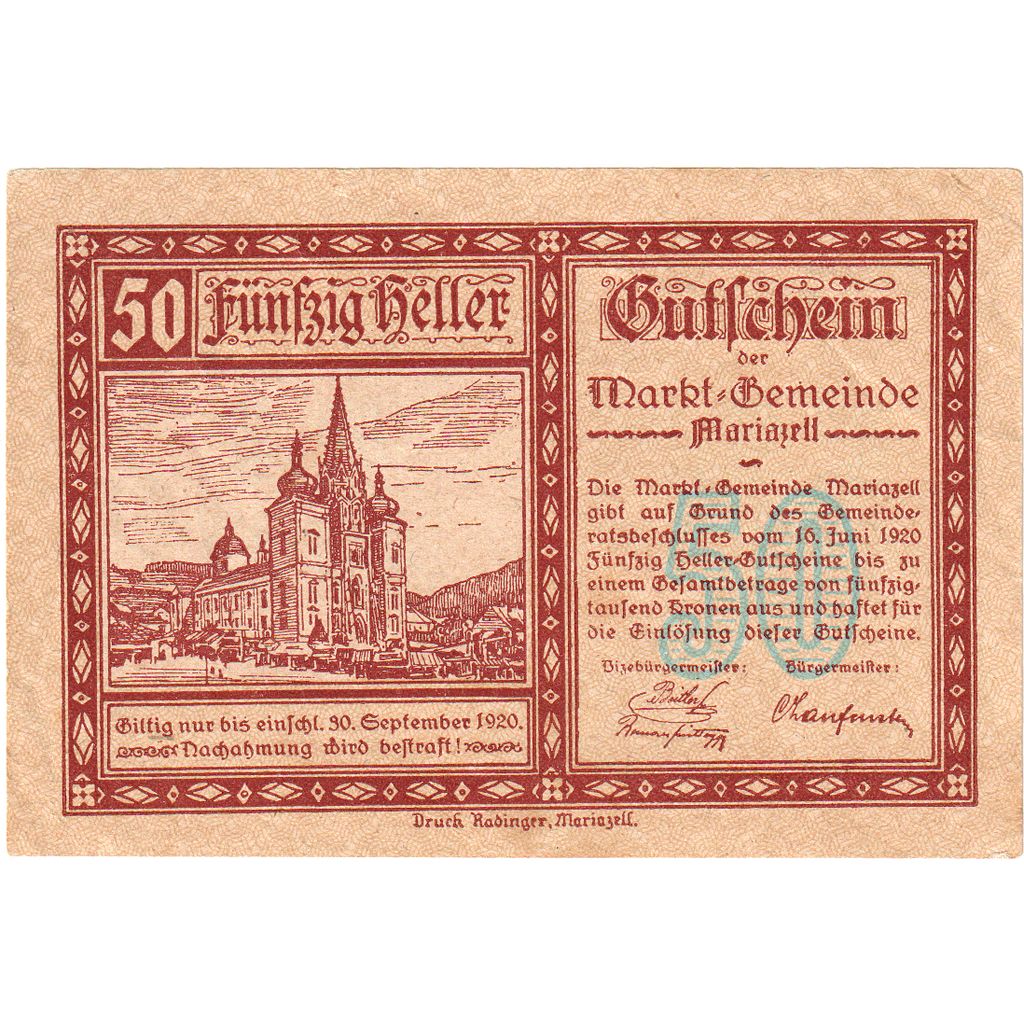 50
Fünfzig Heller
Giltig nur bis einschl. 30. September 1920.
Nachahmung wird bestraft!
Gutschein
der
Markt-Gemeinde
Mariazell
Die Markt-Gemeinde Mariazell
gibt auf Grund des Gemeinde-
ratsbeschlusses vom 16. Juni 1920
Fünfzig Heller-Gutscheine bis zu
einem Gesamtbetrage von fünfzig-
tausend Kronen aus und haftet für
die Einlösung dieser Gutscheine.
50
Vizebürgermeister: Bürgermeister:
Druck Radinger, Mariazell.